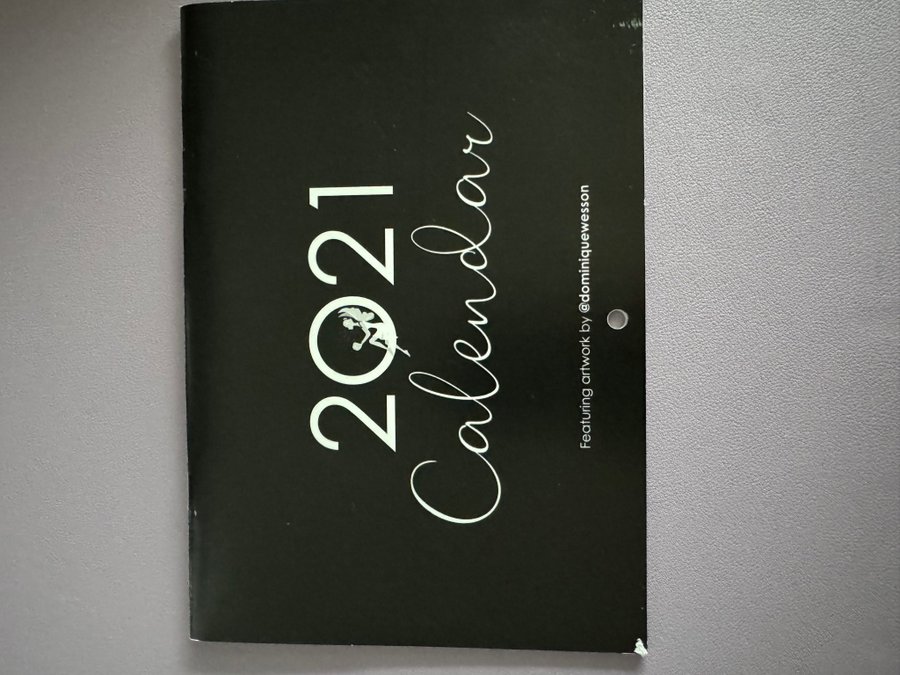 2021
Calendar
Featuring artwork by @dominiquewesson